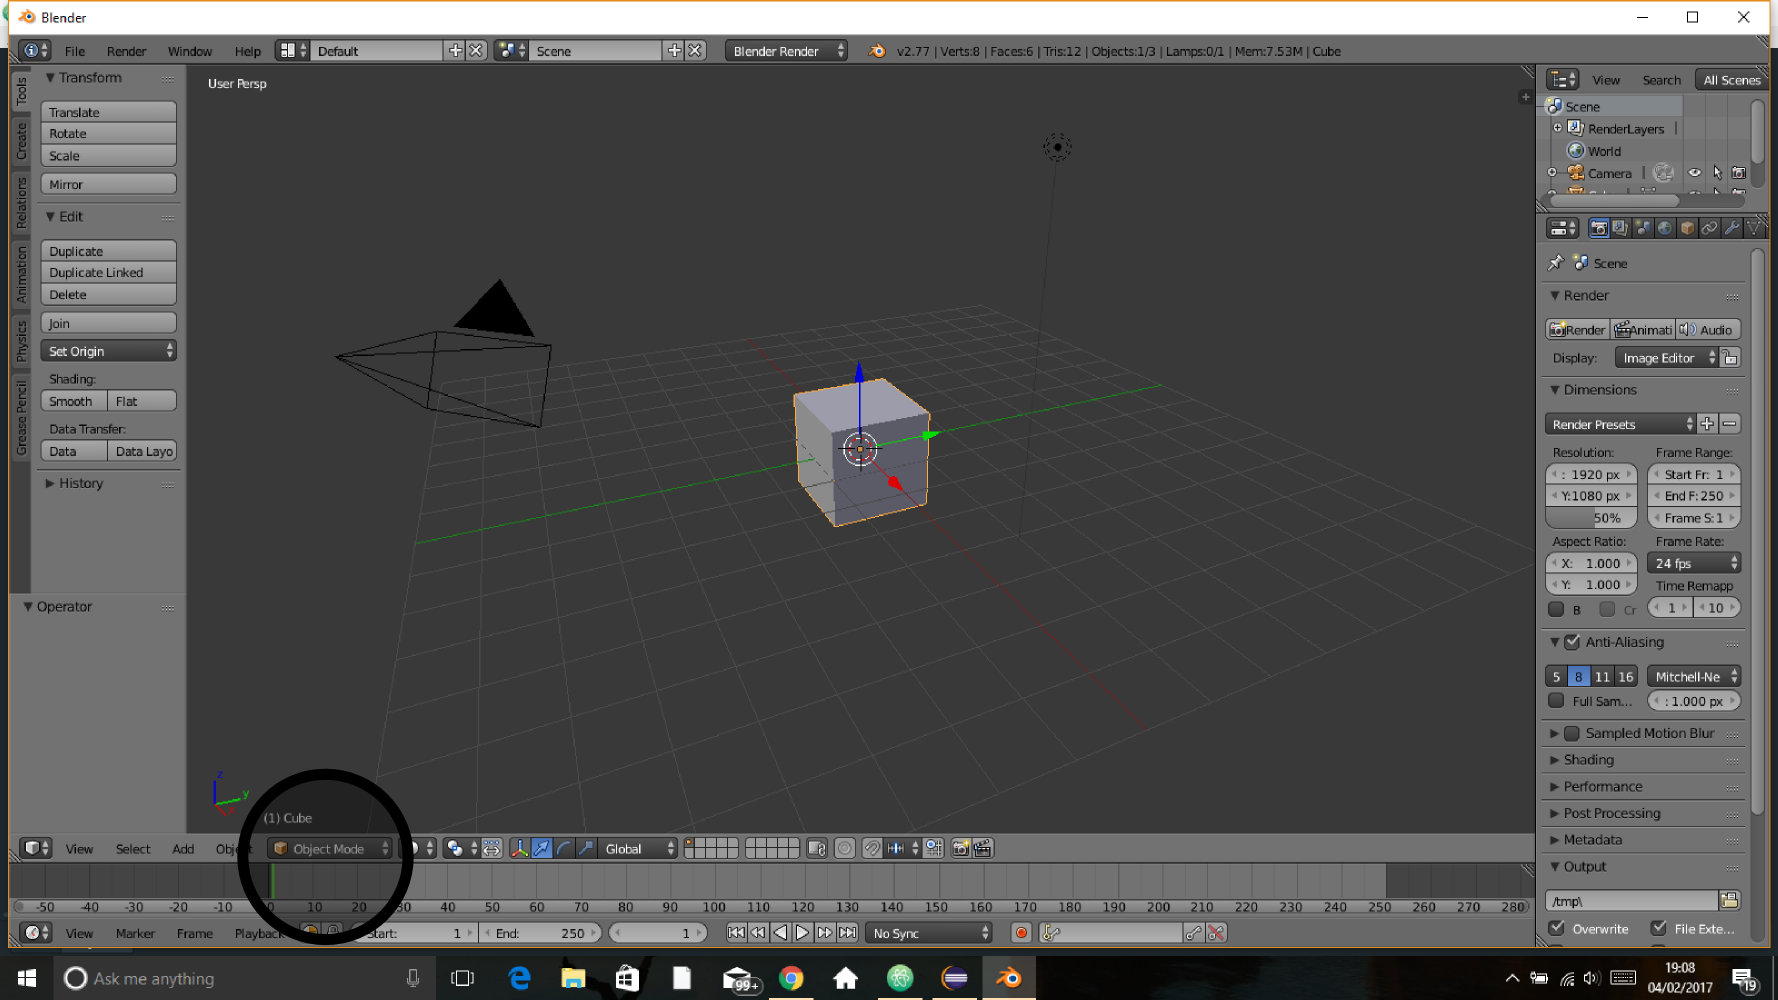 Blender
File Render Window Help Default Scene Blender Render v2.77 | Verts:8 | Faces:6 | Tris:12 | Objects:1/3 | Lamps:0/1 | Mem:7.53M | Cube
Tools
Create
Relations
Animation
Physics
Grease Pencil
Transform
Translate
Rotate
Scale
Mirror
Edit
Duplicate
Duplicate Linked
Delete
Join
Set Origin
Shading:
Smooth Flat
Data Transfer:
Data Data Layo
History
Operator
User Persp
z
y
x
(1) Cube
View Search All Scenes
Scene
RenderLayers
World
Camera
Scene
Render
Render Animati Audio
Display: Image Editor
Dimensions
Render Presets
Resolution: Frame Range:
: 1920 px Start Fr: 1
Y:1080 px End F: 250
50% Frame S:1
Aspect Ratio: Frame Rate:
X: 1.000 24 fps
Y: 1.000 Time Remapp
B Cr 1 10
Anti-Aliasing
5 8 11 16 Mitchell-Ne
Full Sam... : 1.000 px
Sampled Motion Blur
Shading
Performance
Post Processing
Metadata
Output
/tmp\
Overwrite File Exte...
View Select Add Object Object Mode Global
-50 -40 -30 -20 -10 0 10 20 30 40 50 60 70 80 90 100 110 120 130 140 150 160 170 180 190 200 210 220 230 240 250 260 270 280
View Marker Frame Playback Start: 1 End: 250 1 No Sync
Ask me anything
99+
19:08
04/02/2017
19